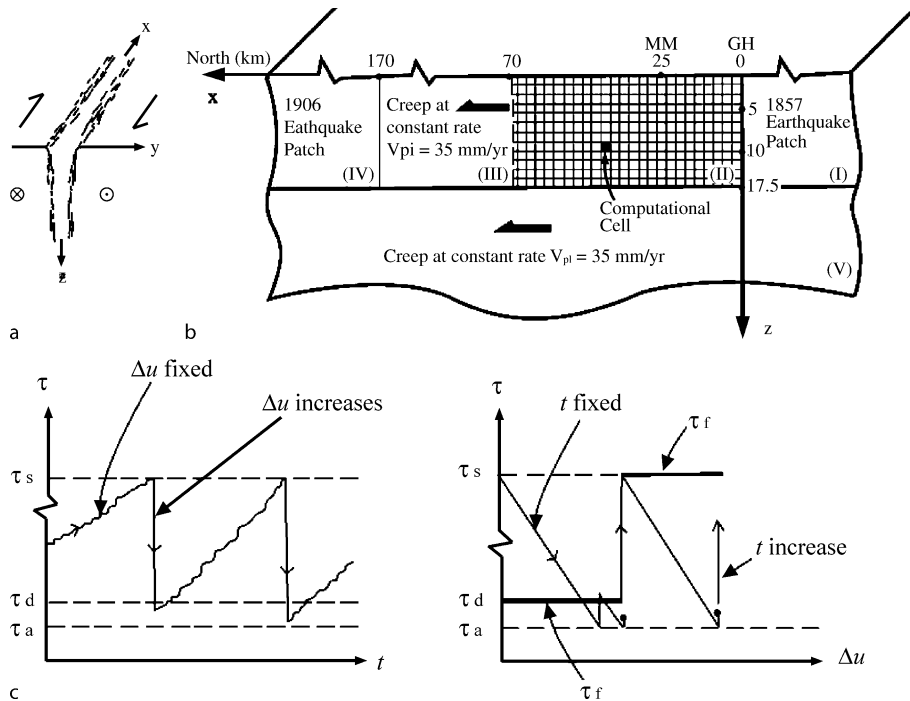 x
y
z
a
North (km)
X
170
70
MM
25
GH
0
1906
Eathquake
Patch
(IV)
Creep at
constant rate
Vpi = 35 mm/yr
(III)
(II)
5
10
17.5
1857
Earthquake
Patch
(I)
Computational
Cell
Creep at constant rate Vpl = 35 mm/yr
(V)
z
b
τ
Δu fixed
Δu increases
τ s
τ d
τ a
t
τ
t fixed
τ f
τ s
t increase
τ d
τ a
τ f
Δu
c